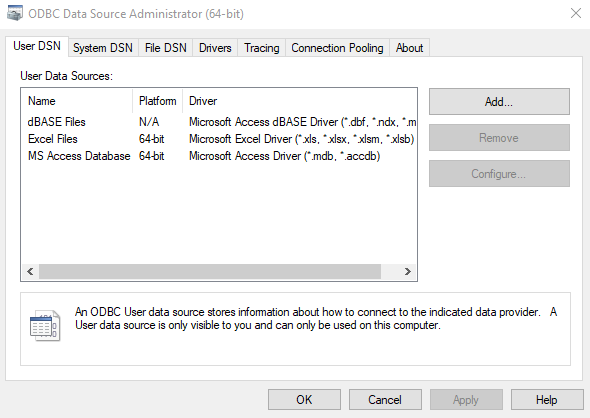 ODBC Data Source Administrator (64-bit)
User DSN System DSN File DSN Drivers Tracing Connection Pooling About
User Data Sources:
Name Platform Driver
dBASE Files N/A Microsoft Access dBASE Driver (*.dbf, *.ndx, *.m
Excel Files 64-bit Microsoft Excel Driver (*.xls, *.xlsx, *.xlsm, *.xlsb)
MS Access Database 64-bit Microsoft Access Driver (*.mdb, *.accdb)
Add...
Remove
Configure...
An ODBC User data source stores information about how to connect to the indicated data provider. A
User data source is only visible to you and can only be used on this computer.
OK Cancel Apply Help